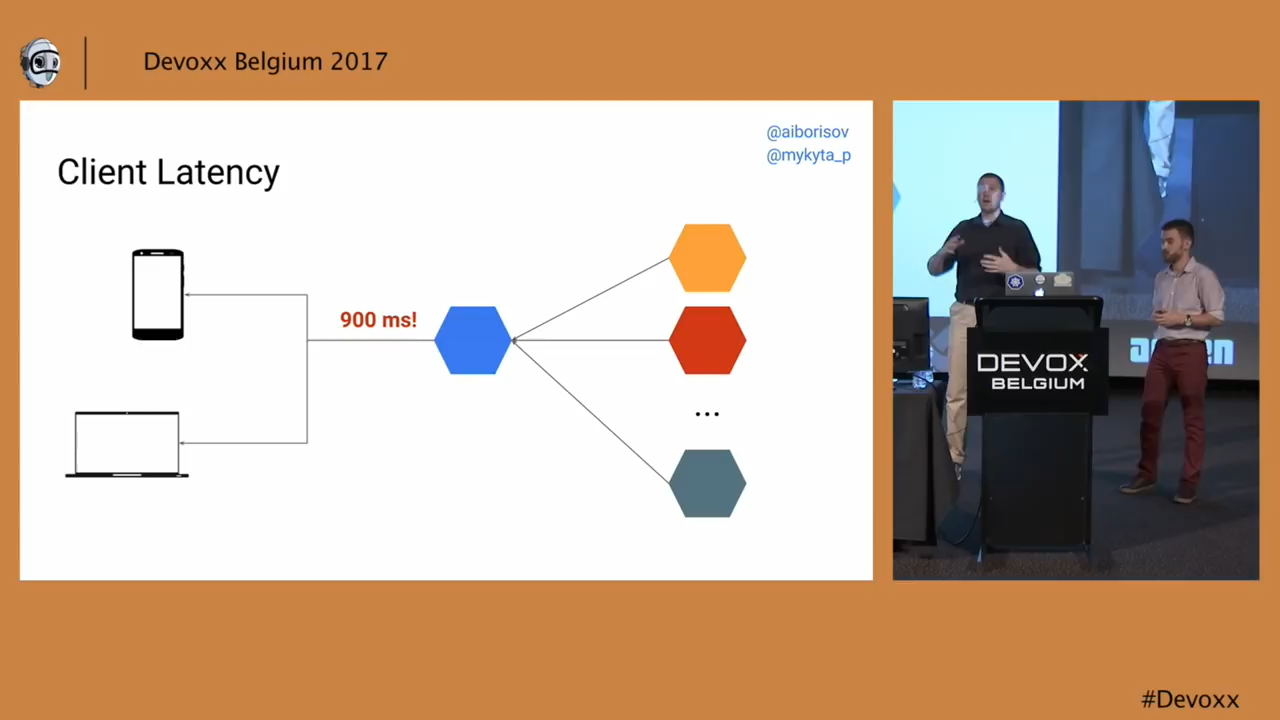 Devoxx Belgium 2017
@aiborisov
@mykyta_p
Client Latency
900 ms!
...
DEVOXX
BELGIUM
#Devoxx